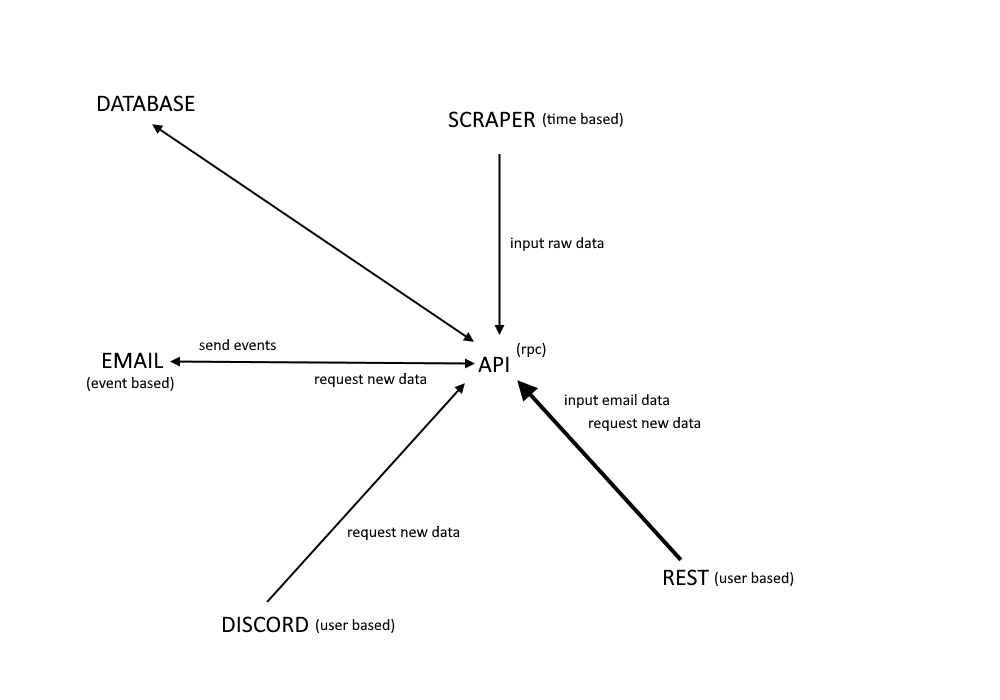 DATABASE
SCRAPER (time based)
input raw data
send events
EMAIL
(event based)
request new data
(rpc)
API
input email data
request new data
request new data
REST (user based)
DISCORD (user based)